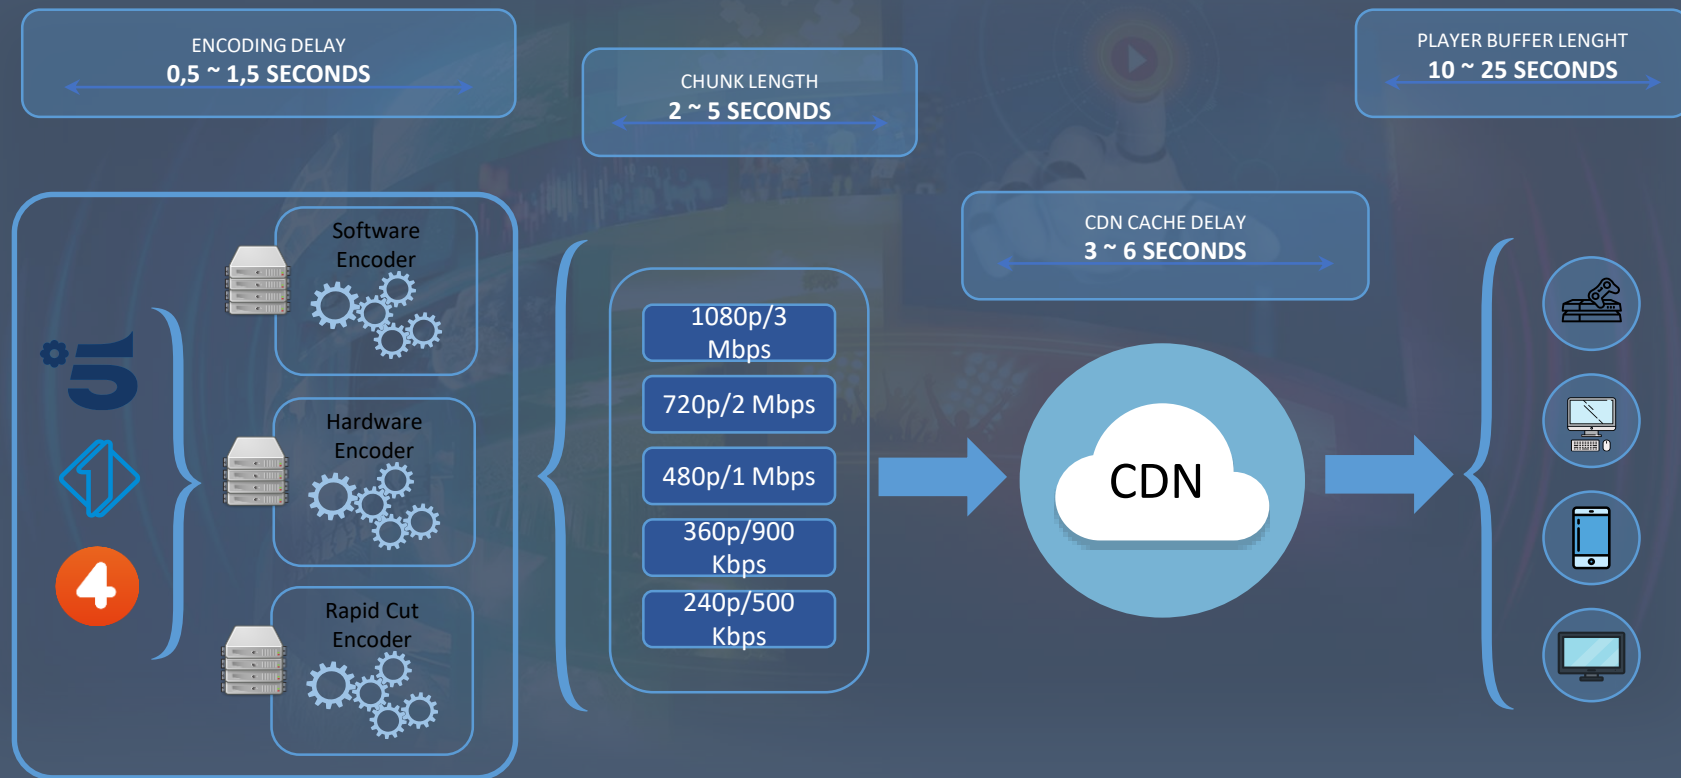 ENCODING DELAY
0,5 ~ 1,5 SECONDS
CHUNK LENGTH
2 ~ 5 SECONDS
PLAYER BUFFER LENGHT
10 ~ 25 SECONDS
CDN CACHE DELAY
3 ~ 6 SECONDS
5
1
4
Software
Encoder
Hardware
Encoder
Rapid Cut
Encoder
1080p/3
Mbps
720p/2 Mbps
480p/1 Mbps
360p/900
Kbps
240p/500
Kbps
CDN